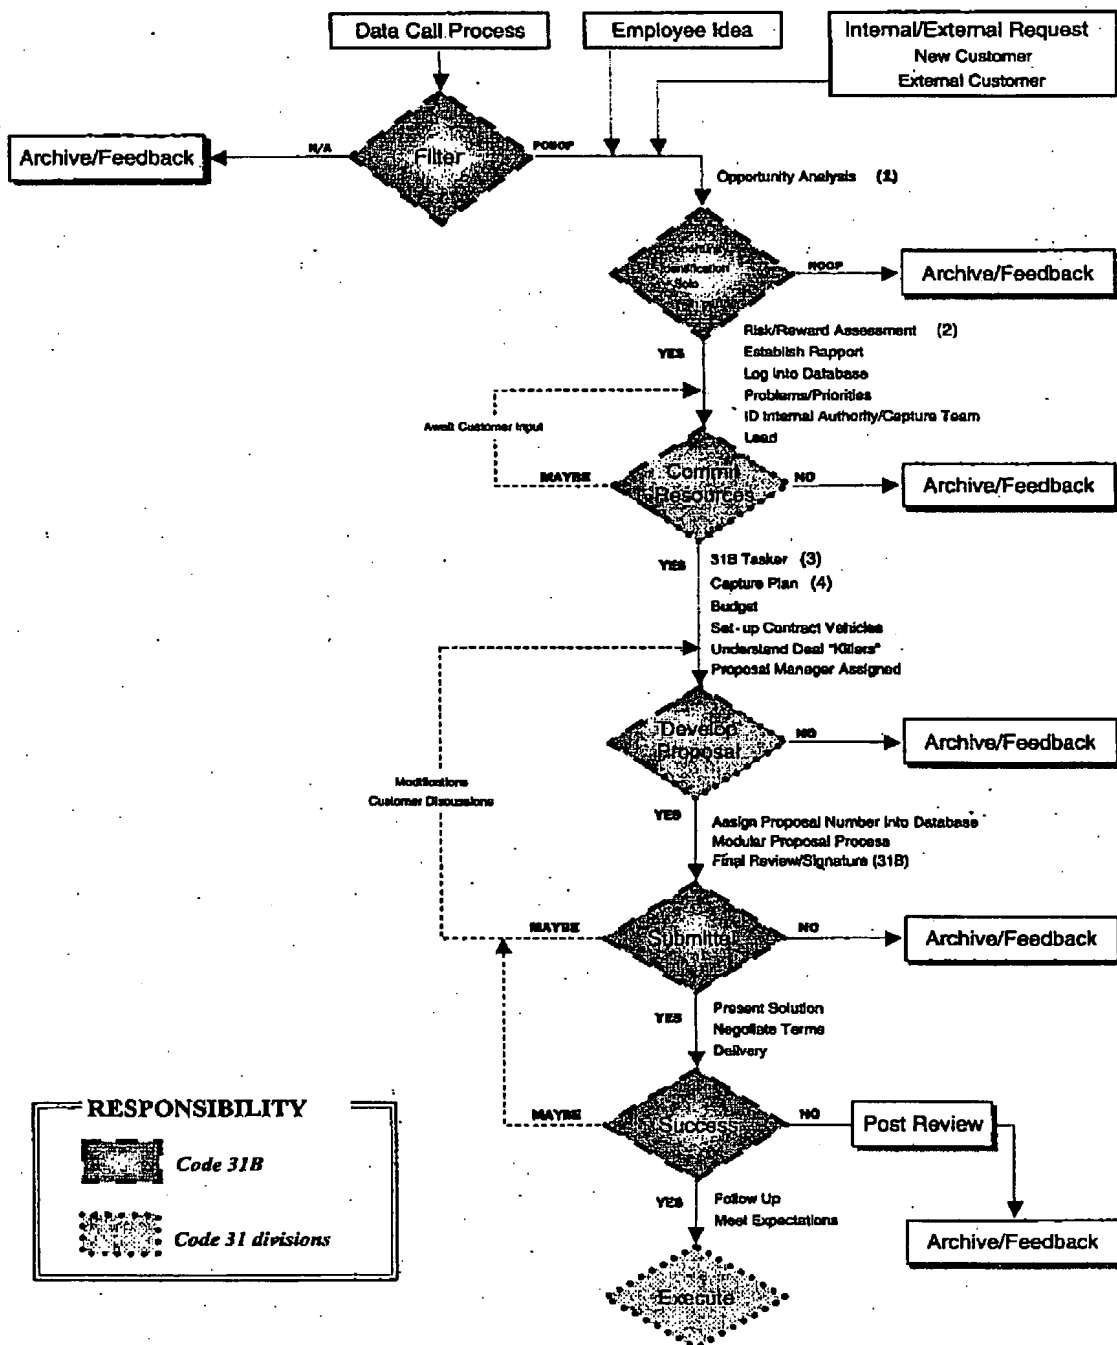 Data Call Process
Employee Idea
Internal/External Request
New Customer
External Customer
Archive/Feedback
N/A
Filter
POSOP
Opportunity Analysis (1)
Opportunity
Identification
Solo
NOOP
Archive/Feedback
YES
Risk/Reward Assessment (2)
Establish Rapport
Log into Database
Problems/Priorities
ID Internal Authority/Capture Team
Lead
Await Customer Input
MAYBE
Commit
Resources
NO
Archive/Feedback
YES
31B Tasker (3)
Capture Plan (4)
Budget
Set-up Contract Vehicles
Understand Deal "Killers"
Proposal Manager Assigned
Develop
Proposal
NO
Archive/Feedback
Modifications
Customer Discussions
YES
Assign Proposal Number into Database
Modular Proposal Process
Final Review/Signature (31B)
MAYBE
Submittal
NO
Archive/Feedback
YES
Present Solution
Negotiate Terms
Delivery
MAYBE
Success
NO
Post Review
YES
Follow Up
Meet Expectations
Archive/Feedback
Execute
RESPONSIBILITY
Code 31B
Code 31 divisions